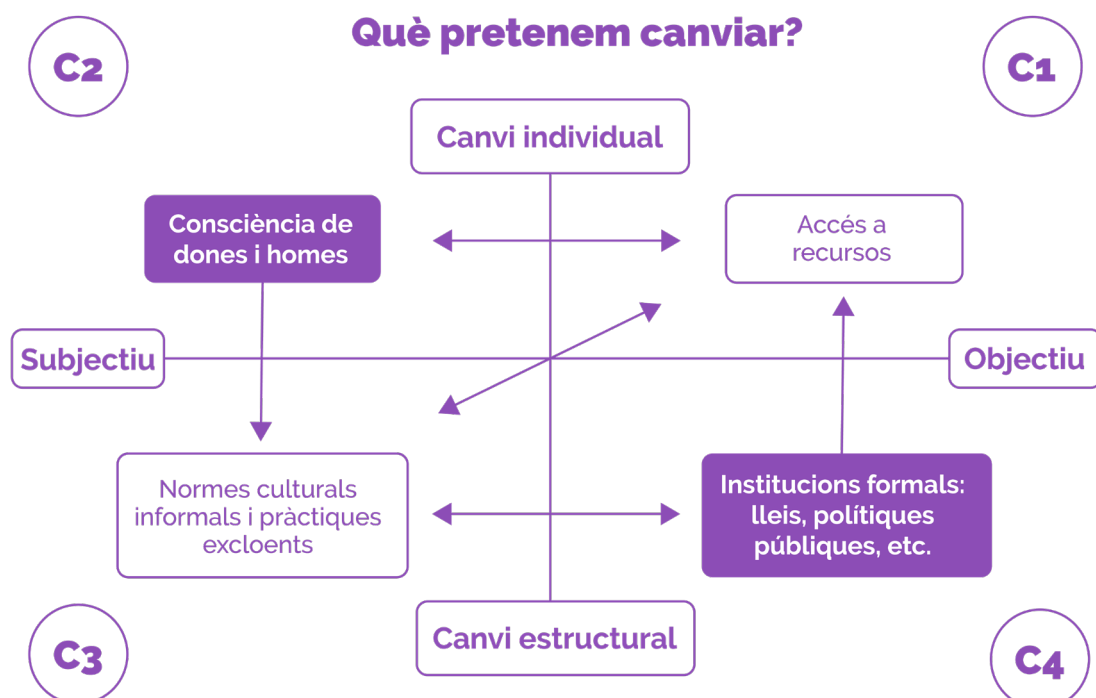 Què pretenem canviar?
C2
C1
Canvi individual
Consciència de
dones i homes
Accés a
recursos
Subjectiu
Objectiu
Normes culturals
informals i pràctiques
excloents
Institucions formals:
lleis, polítiques
públiques, etc.
Canvi estructural
C3
C4